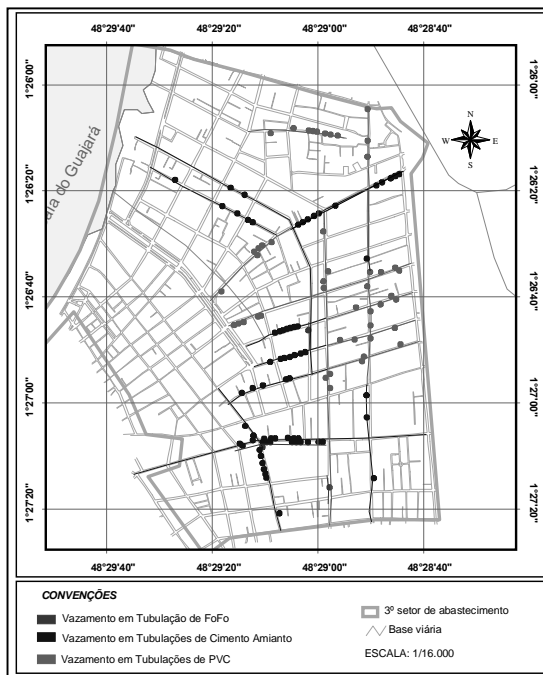 48°29'40" 48°29'20" 48°29'00" 48°28'40"
1°26'00" 1°26'00"
N
W E
S
1°26'20" 1°26'20"
aía do Guajará
1°26'40" 1°26'40"
1°27'00" 1°27'00"
1°27'20" 1°27'20"
48°29'40" 48°29'20" 48°29'00" 48°28'40"
CONVENÇÕES
Vazamento em Tubulação de FoFo
Vazamento em Tubulações de Cimento Amianto
Vazamento em Tubulações de PVC
3º setor de abastecimento
Base viária
ESCALA: 1/16.000